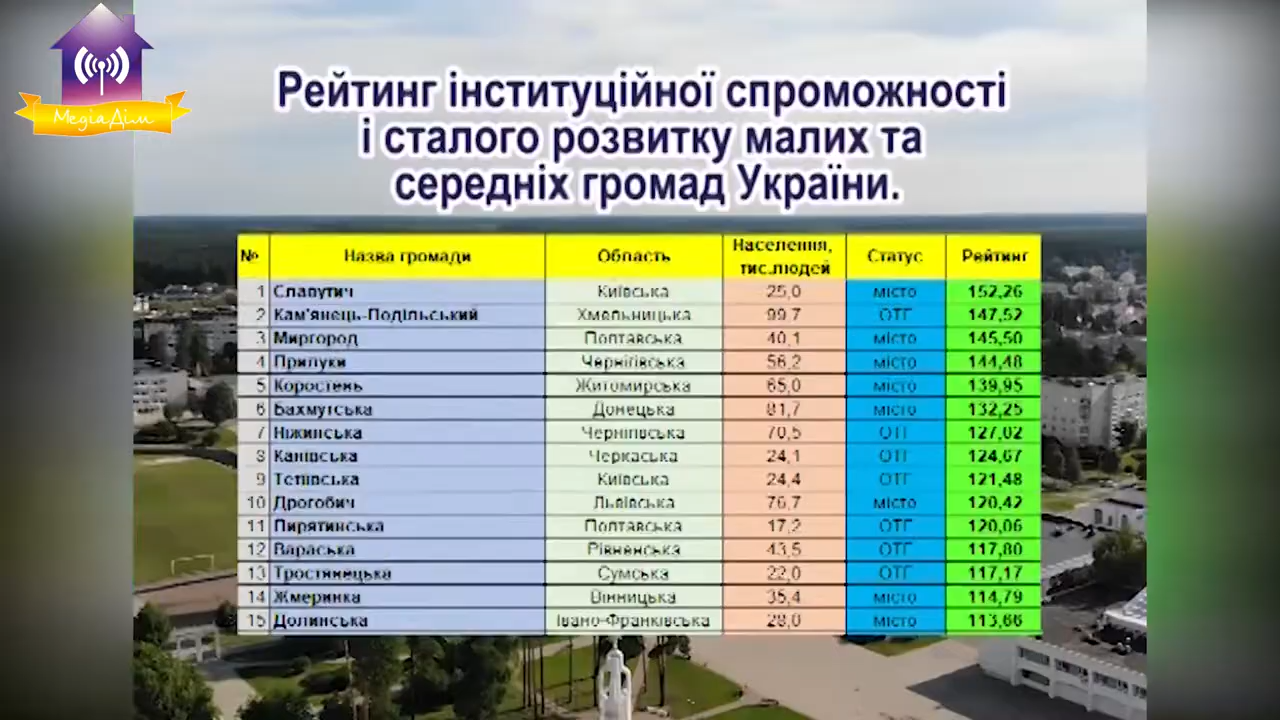 МедіаДім
Рейтинг інституційної спроможності
і сталого розвитку малих та
середніх громад України.
№ Назва громади Область Населення, тис.людей Статус Рейтинг
1 Славутич Київська 25,0 місто 152,26
2 Кам'янець-Подільський Хмельницька 99,7 ОТГ 147,52
3 Миргород Полтавська 40,1 місто 145,50
4 Прилуки Чернігівська 56,2 місто 144,48
5 Коростень Житомирська 65,0 місто 139,95
6 Бахмутська Донецька 81,7 місто 132,25
7 Ніжинська Чернігівська 70,5 ОТГ 127,02
8 Канівська Черкаська 24,1 ОТГ 124,67
9 Тетіївська Київська 24,4 ОТГ 121,48
10 Дрогобич Львівська 76,7 місто 120,42
11 Пирятинська Полтавська 17,2 ОТГ 120,06
12 Вараська Рівненська 43,5 ОТГ 117,80
13 Тростянецька Сумська 22,0 ОТГ 117,17
14 Жмеринка Вінницька 35,4 місто 114,79
15 Долинська Івано-Франківська 28,0 місто 113,66